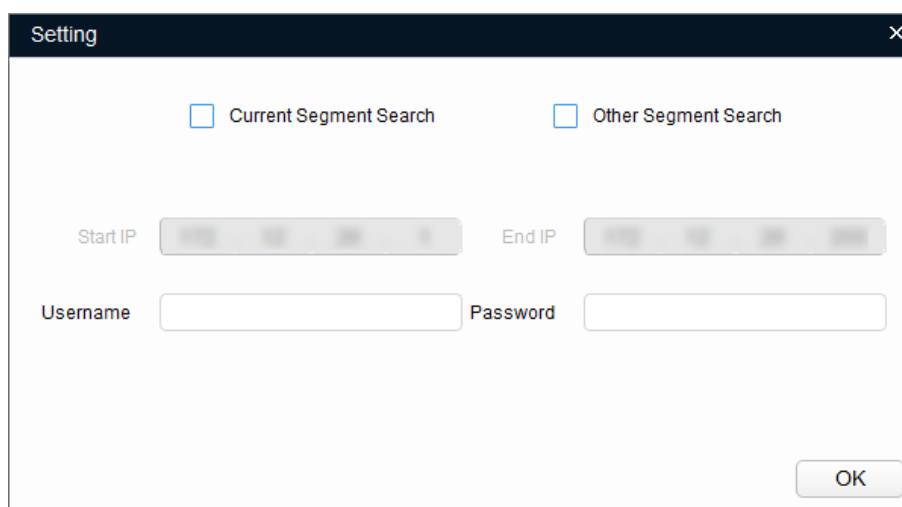 Setting
Current Segment Search Other Segment Search
Start IP End IP
Username Password
OK